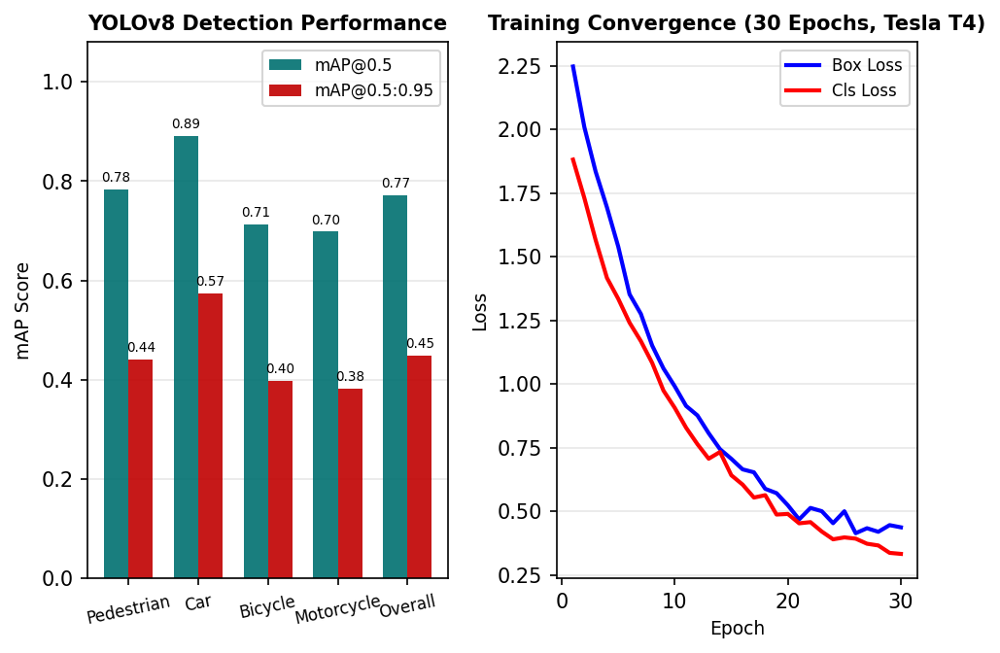 YOLOv8 Detection Performance
mAP@0.5
mAP@0.5:0.95
mAP Score
1.0
0.8
0.6
0.4
0.2
0.0
0.78
0.44
0.89
0.57
0.71
0.40
0.70
0.38
0.77
0.45
Pedestrian
Car
Bicycle
Motorcycle
Overall
Training Convergence (30 Epochs, Tesla T4)
Box Loss
Cls Loss
Loss
2.25
2.00
1.75
1.50
1.25
1.00
0.75
0.50
0.25
0
10
20
30
Epoch